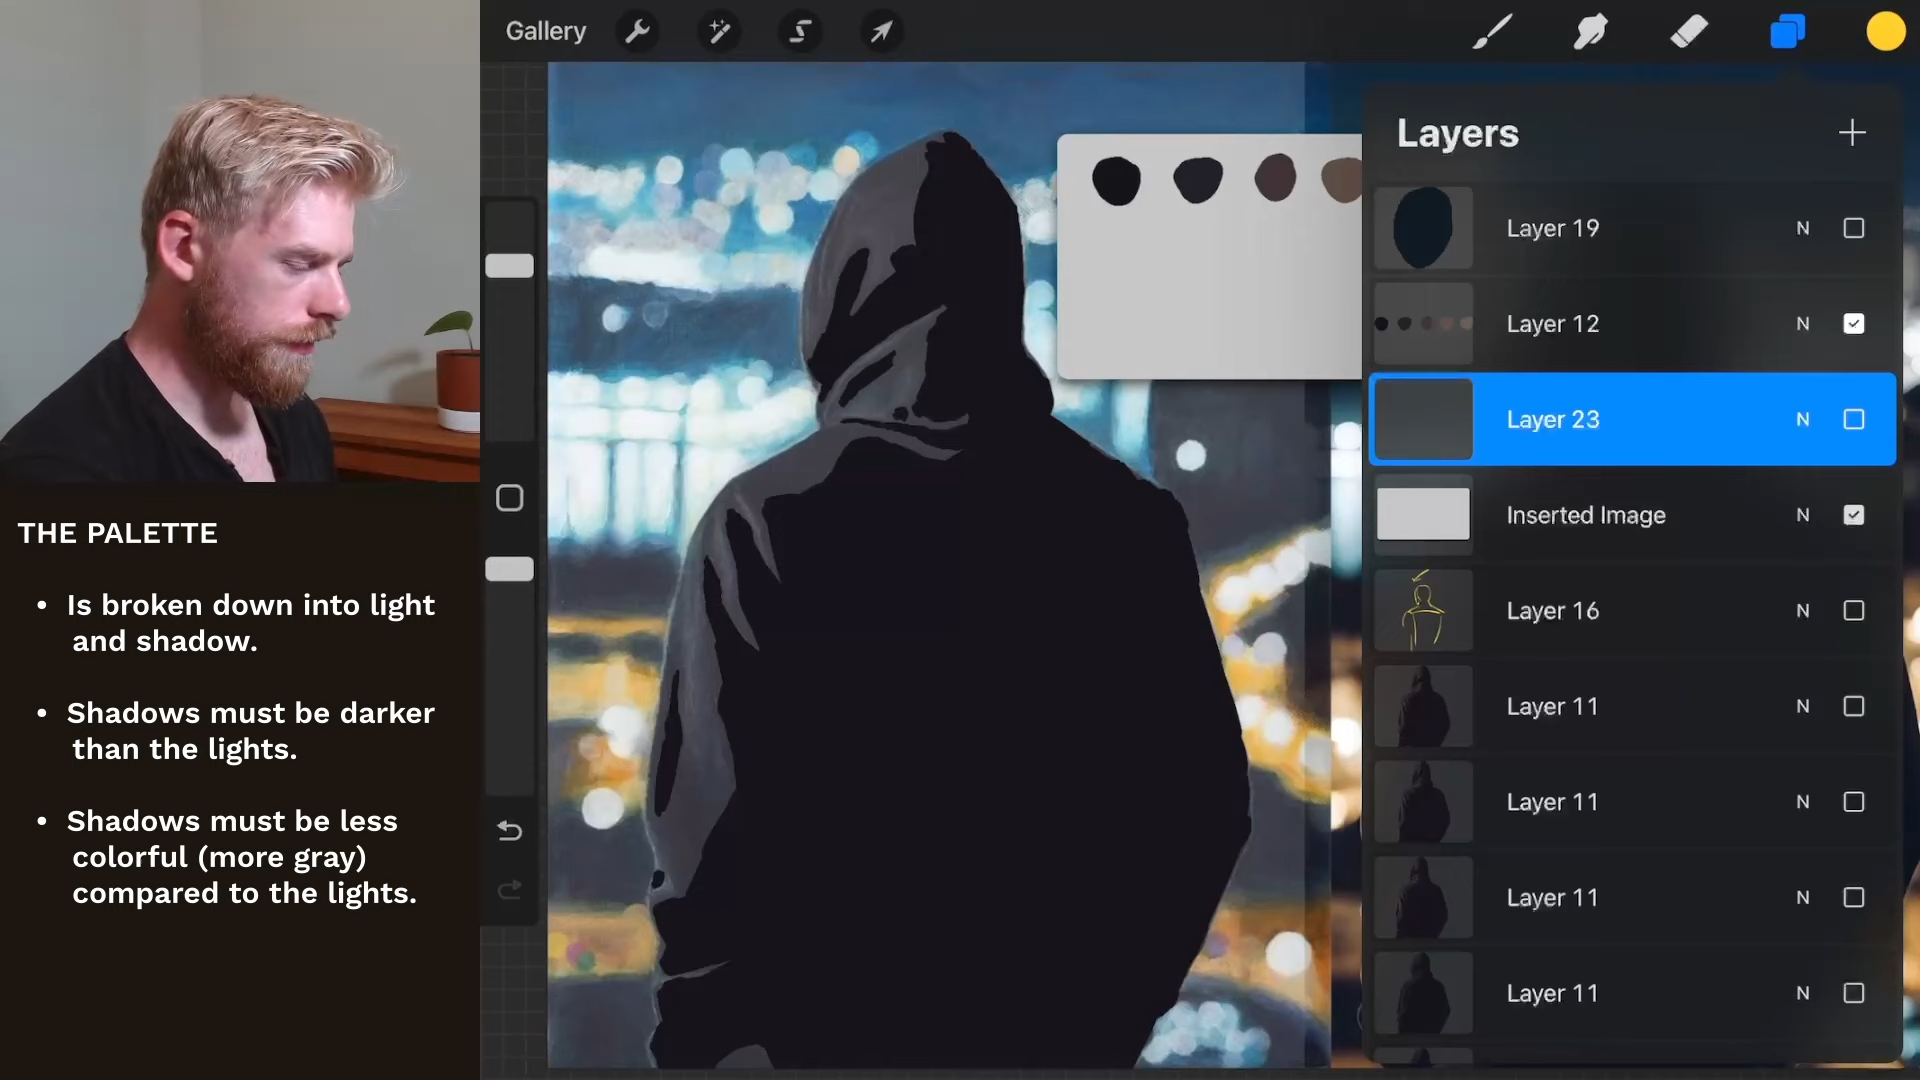 Gallery
Layers
Layer 19 N
Layer 12 N
Layer 23 N
Inserted Image N
Layer 16 N
Layer 11 N
Layer 11 N
Layer 11 N
Layer 11 N
THE PALETTE
• Is broken down into light
and shadow.
• Shadows must be darker
than the lights.
• Shadows must be less
colorful (more gray)
compared to the lights.